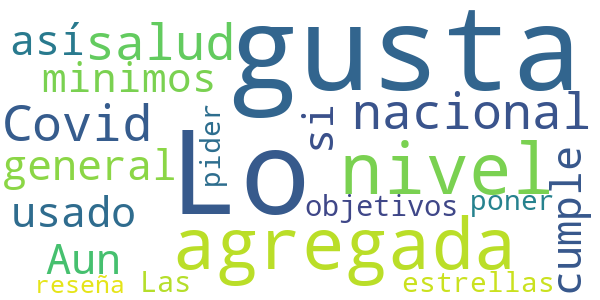 gusta
así salud
minimos
Covid
nacional
si
pider
general
Lo
nivel
cumple
usado
objetivos
poner
agregada
Aun
reseña
Las
estrellas